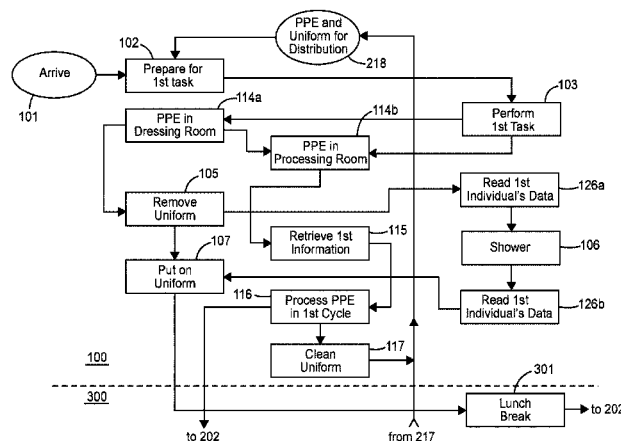 PPE and
Uniform for
Distribution
218
102
Prepare for
1st task
Arrive
101
103
Perform
1st Task
114a
PPE in
Dressing Room
114b
PPE in
Processing Room
105
Remove
Uniform
Read 1st
Individual's Data
126a
115
Retrieve 1st
Information
Shower
106
107
Put on
Uniform
116
Process PPE
in 1st Cycle
Read 1st
Individual's Data
126b
117
Clean
Uniform
100
300
301
Lunch
Break
to 202
to 202
from 217